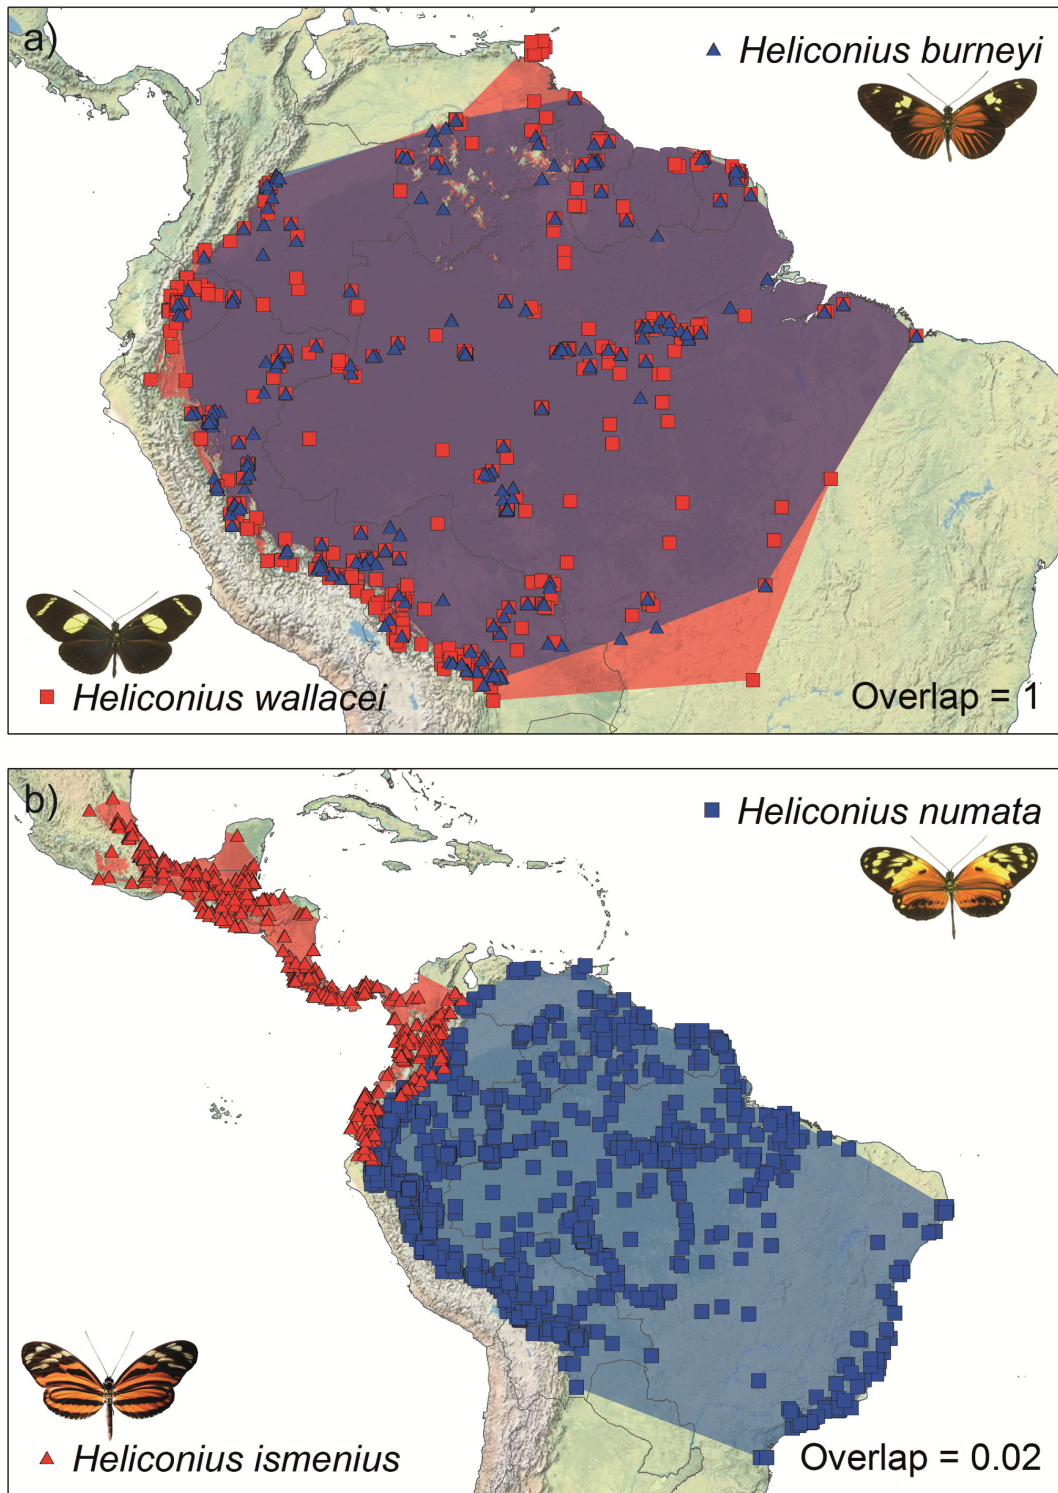 a)
Heliconius burneyi
Heliconius wallacei
Overlap = 1
b)
Heliconius numata
Heliconius ismenius
Overlap = 0.02